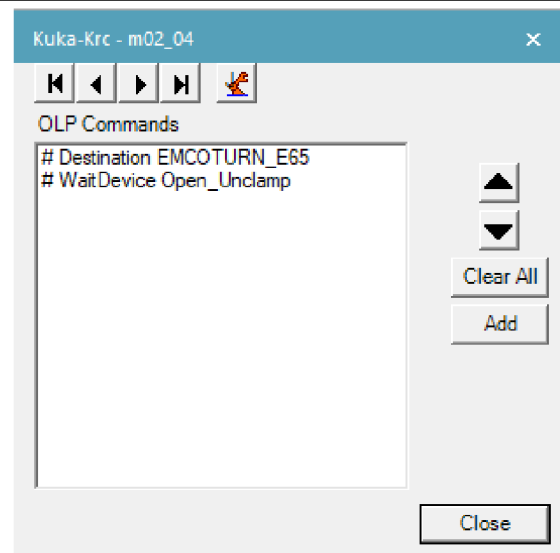 Kuka-Krc - m02_04
OLP Commands
# Destination EMCOTURN_E65
# WaitDevice Open_Unclamp
Clear All
Add
Close